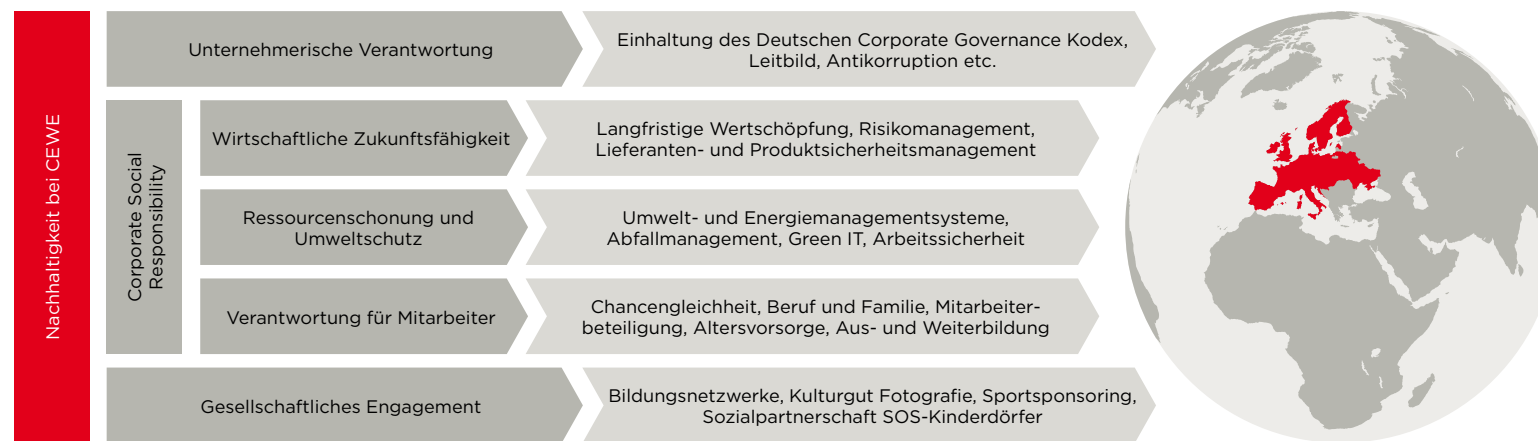 Nachhaltigkeit bei CEWE
Unternehmerische Verantwortung
Einhaltung des Deutschen Corporate Governance Kodex,
Leitbild, Antikorruption etc.
Corporate Social
Responsibility
Wirtschaftliche Zukunftsfähigkeit
Langfristige Wertschöpfung, Risikomanagement,
Lieferanten- und Produktsicherheitsmanagement
Ressourcenschonung und
Umweltschutz
Umwelt- und Energiemanagementsysteme,
Abfallmanagement, Green IT, Arbeitssicherheit
Verantwortung für Mitarbeiter
Chancengleichheit, Beruf und Familie, Mitarbeiter-
beteiligung, Altersvorsorge, Aus- und Weiterbildung
Gesellschaftliches Engagement
Bildungsnetzwerke, Kulturgut Fotografie, Sportsponsoring,
Sozialpartnerschaft SOS-Kinderdörfer